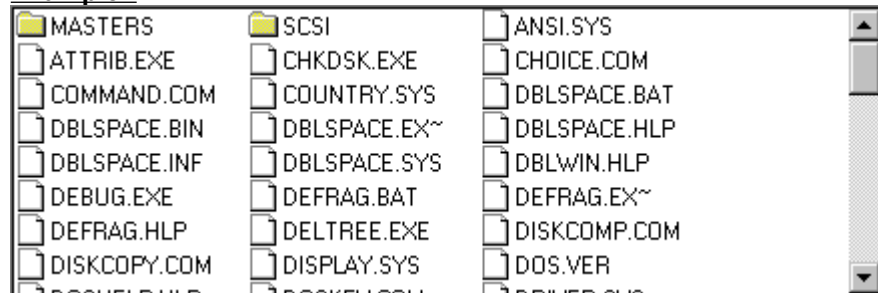 MASTERS SCSI ANSI.SYS
ATTRIB.EXE CHKDSK.EXE CHOICE.COM
COMMAND.COM COUNTRY.SYS DBLSPACE.BAT
DBLSPACE.BIN DBLSPACE.EX~ DBLSPACE.HLP
DBLSPACE.INF DBLSPACE.SYS DBLWIN.HLP
DEBUG.EXE DEFRAG.BAT DEFRAG.EX~
DEFRAG.HLP DELTREE.EXE DISKCOMP.COM
DISKCOPY.COM DISPLAY.SYS DOS.VER